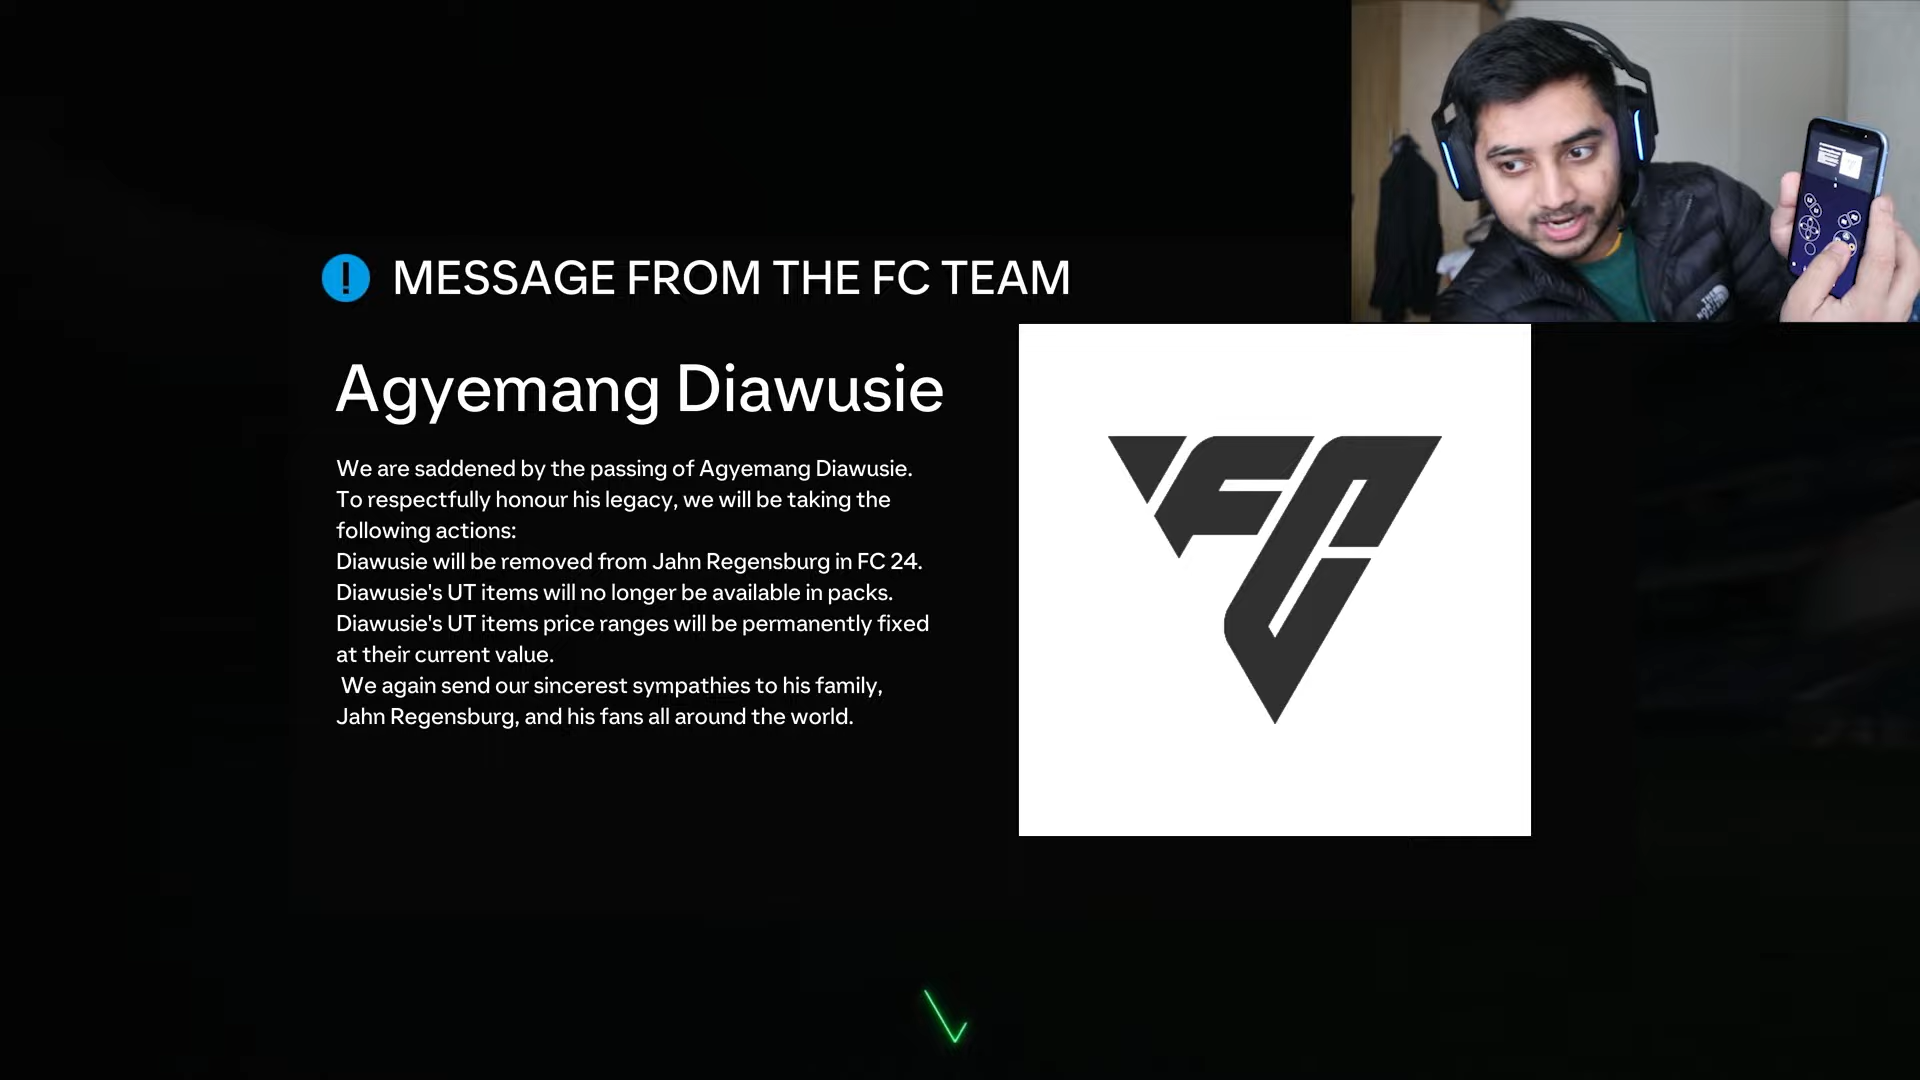 ! MESSAGE FROM THE FC TEAM
Agyemang Diawusie
We are saddened by the passing of Agyemang Diawusie.
To respectfully honour his legacy, we will be taking the
following actions:
Diawusie will be removed from Jahn Regensburg in FC 24.
Diawusie's UT items will no longer be available in packs.
Diawusie's UT items price ranges will be permanently fixed
at their current value.
We again send our sincerest sympathies to his family,
Jahn Regensburg, and his fans all around the world.
FC
THE
NORTH